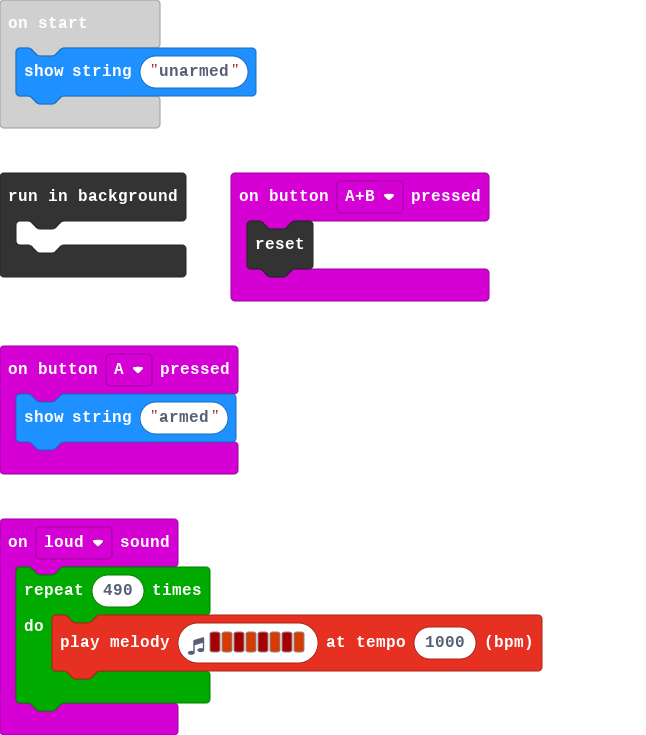 on start
show string "unarmed"
run in background
on button A+B pressed
reset
on button A pressed
show string "armed"
on loud sound
repeat 490 times
do
play melody at tempo 1000 (bpm)